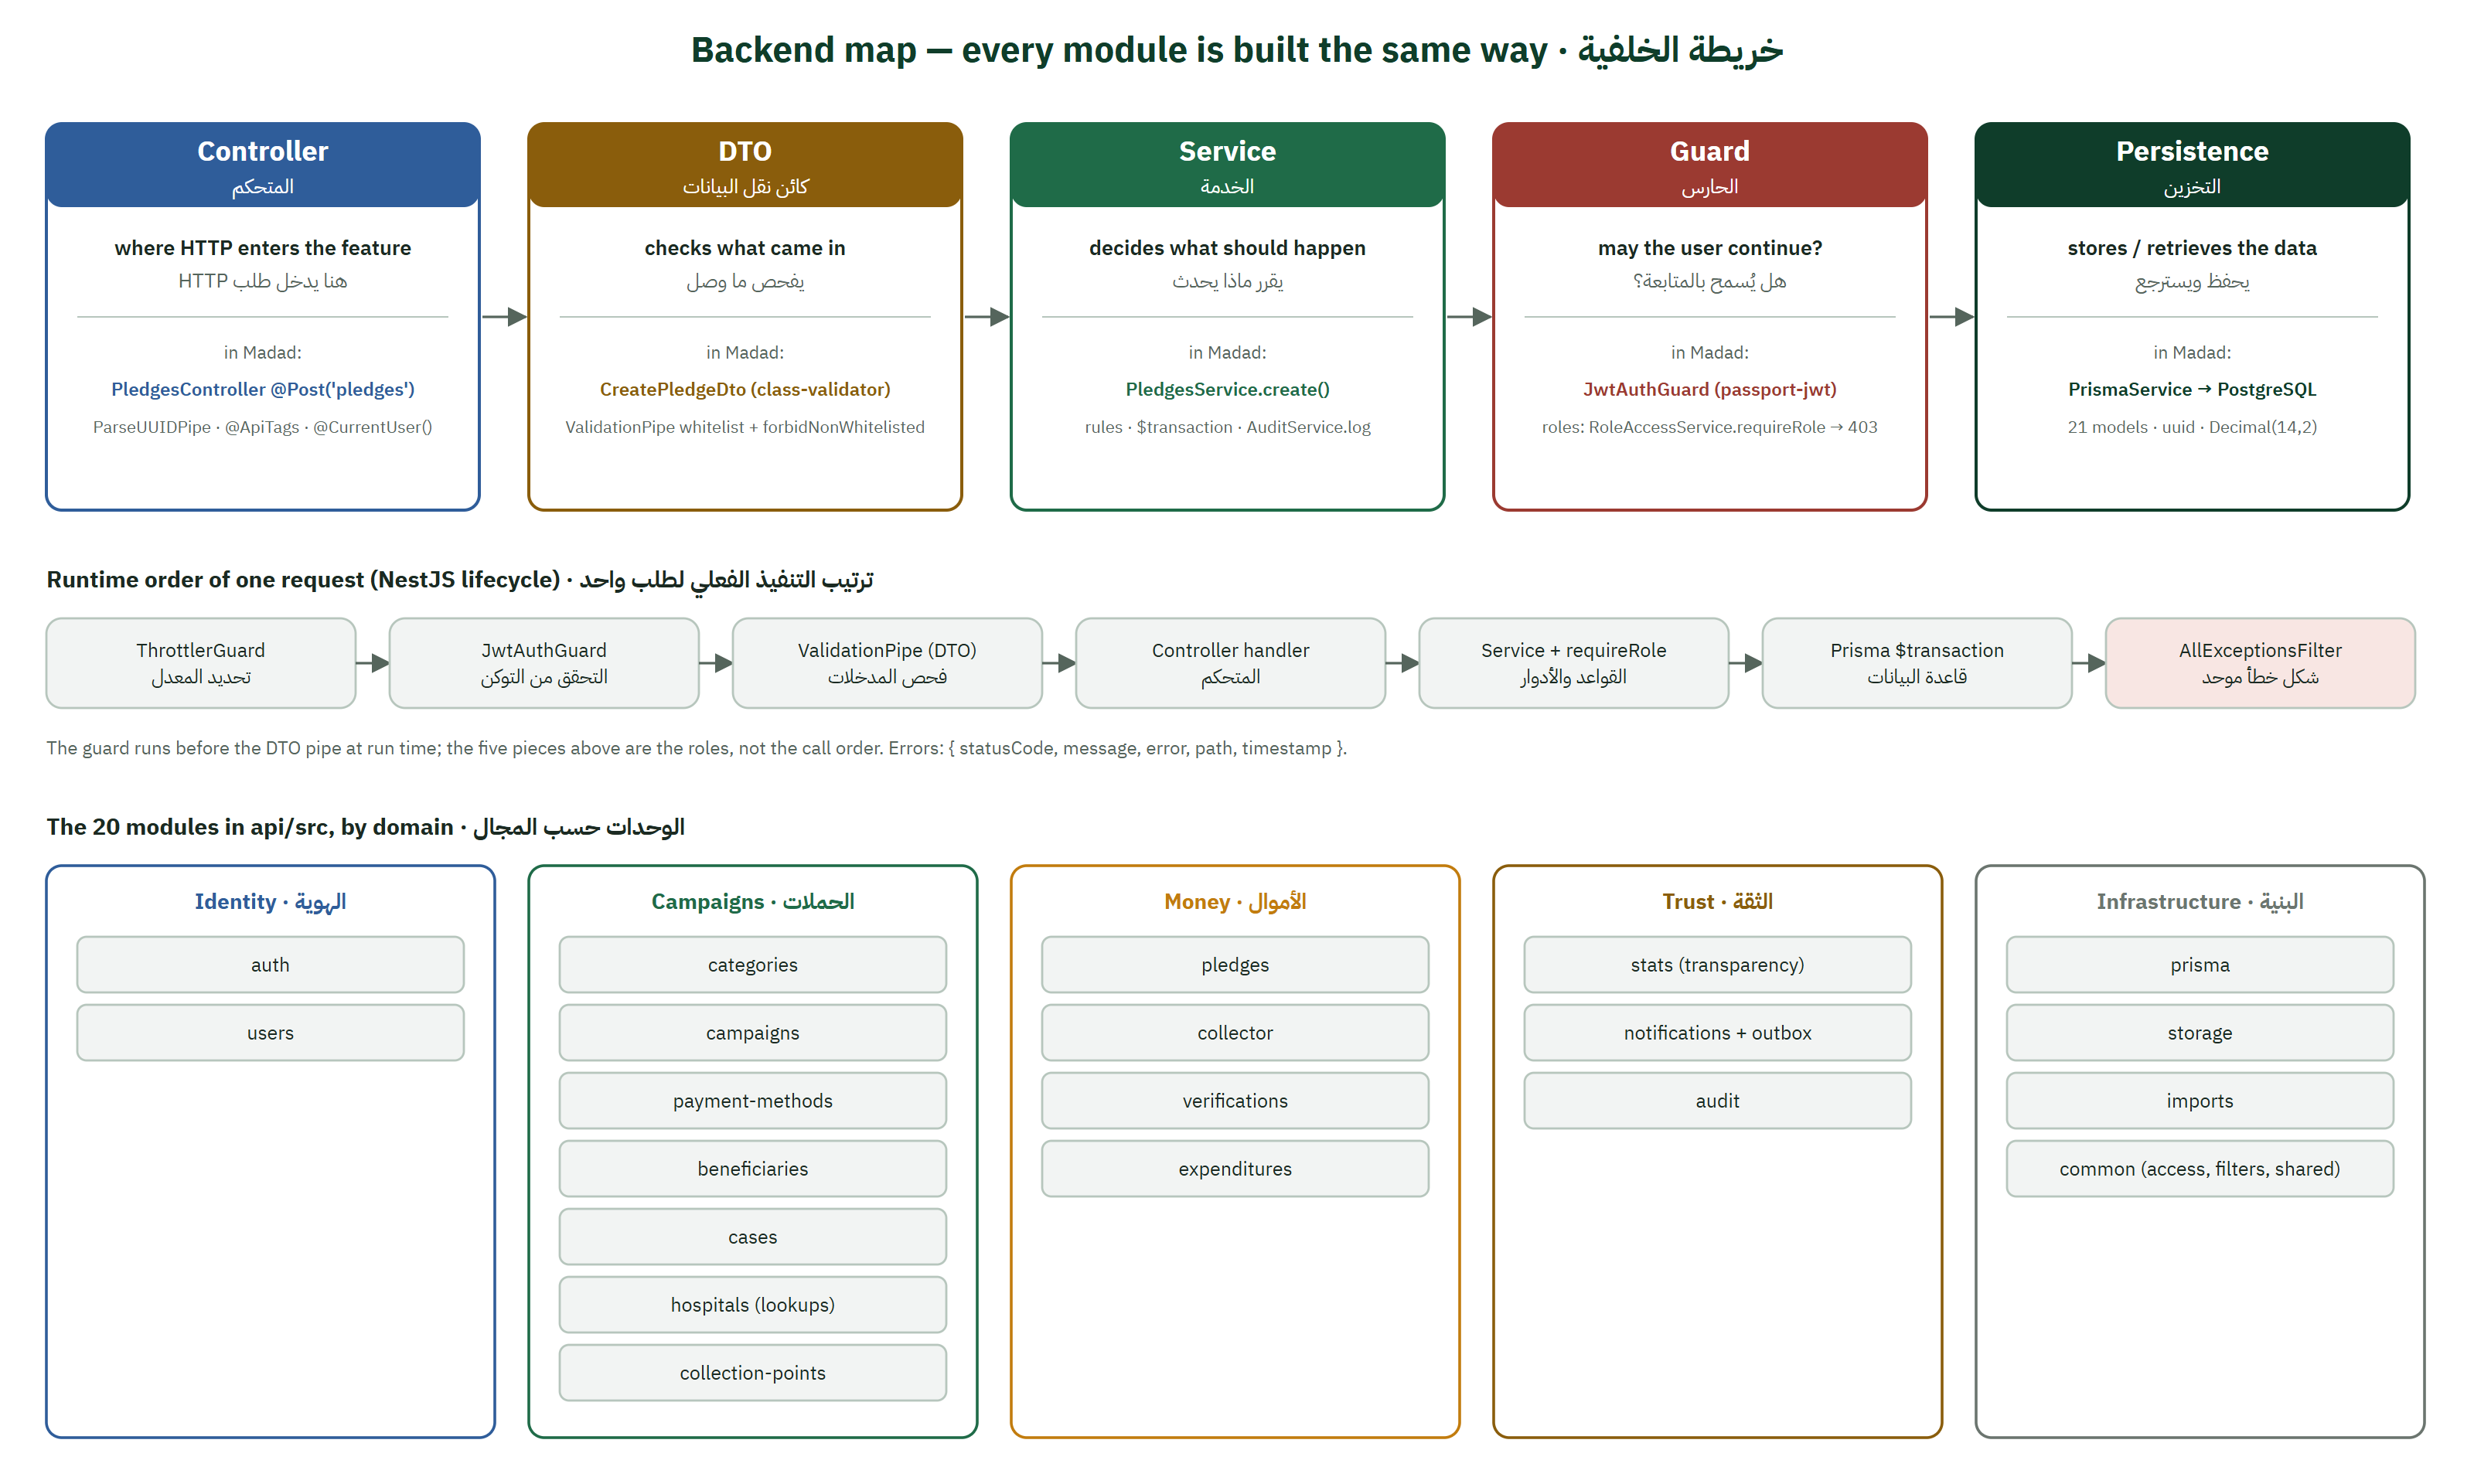 Backend map — every module is built the same way · خريطة الخلفية
Controller
المتحكم
where HTTP enters the feature
هنا يدخل طلب HTTP
in Madad:
PledgesController @Post('pledges')
ParseUUIDPipe · @ApiTags · @CurrentUser()
DTO
كائن نقل البيانات
checks what came in
يفحص ما وصل
in Madad:
CreatePledgeDto (class-validator)
ValidationPipe whitelist + forbidNonWhitelisted
Service
الخدمة
decides what should happen
يقرر ماذا يحدث
in Madad:
PledgesService.create()
rules · $transaction · AuditService.log
Guard
الحارس
may the user continue?
هل يُسمح بالمتابعة؟
in Madad:
JwtAuthGuard (passport-jwt)
roles: RoleAccessService.requireRole → 403
Persistence
التخزين
stores / retrieves the data
يحفظ ويسترجع
in Madad:
PrismaService → PostgreSQL
21 models · uuid · Decimal(14,2)
Runtime order of one request (NestJS lifecycle) · ترتيب التنفيذ الفعلي لطلب واحد
ThrottlerGuard
تحديد المعدل
JwtAuthGuard
التحقق من التوكن
ValidationPipe (DTO)
فحص المدخلات
Controller handler
المتحكم
Service + requireRole
القواعد والأدوار
Prisma $transaction
قاعدة البيانات
AllExceptionsFilter
شكل خطأ موحد
The guard runs before the DTO pipe at run time; the five pieces above are the roles, not the call order. Errors: { statusCode, message, error, path, timestamp }.
The 20 modules in api/src, by domain · الوحدات حسب المجال
Identity · الهوية
auth
users
Campaigns · الحملات
categories
campaigns
payment-methods
beneficiaries
cases
hospitals (lookups)
collection-points
Money · الأموال
pledges
collector
verifications
expenditures
Trust · الثقة
stats (transparency)
notifications + outbox
audit
Infrastructure · البنية
prisma
storage
imports
common (access, filters, shared)